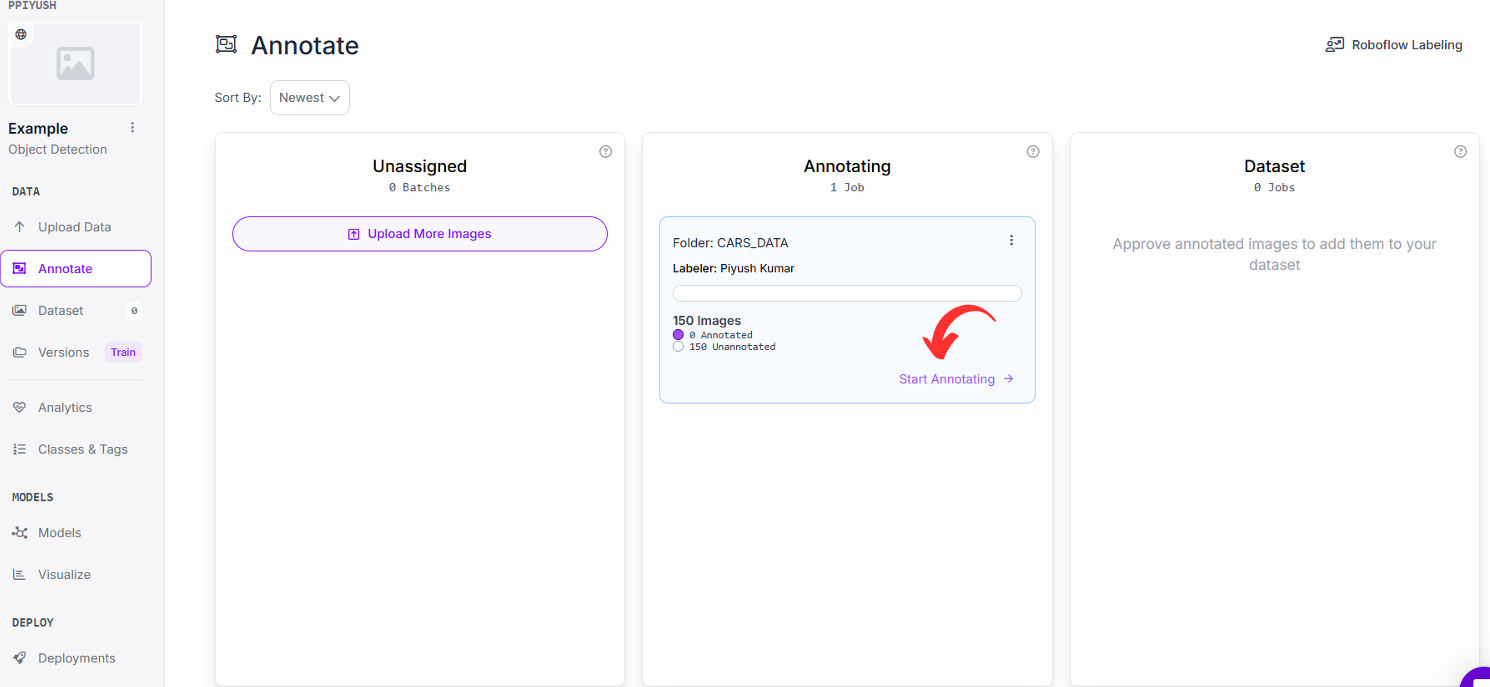 PPIYUSH
Example
Object Detection
DATA
Upload Data
Annotate
Dataset 0
Versions Train
Analytics
Classes & Tags
MODELS
Models
Visualize
DEPLOY
Deployments
Annotate
Roboflow Labeling
Sort By: Newest
Unassigned
0 Batches
Upload More Images
Annotating
1 Job
Folder: CARS_DATA
Labeler: Piyush Kumar
150 Images
0 Annotated
150 Unannotated
Start Annotating →
Dataset
0 Jobs
Approve annotated images to add them to your
dataset